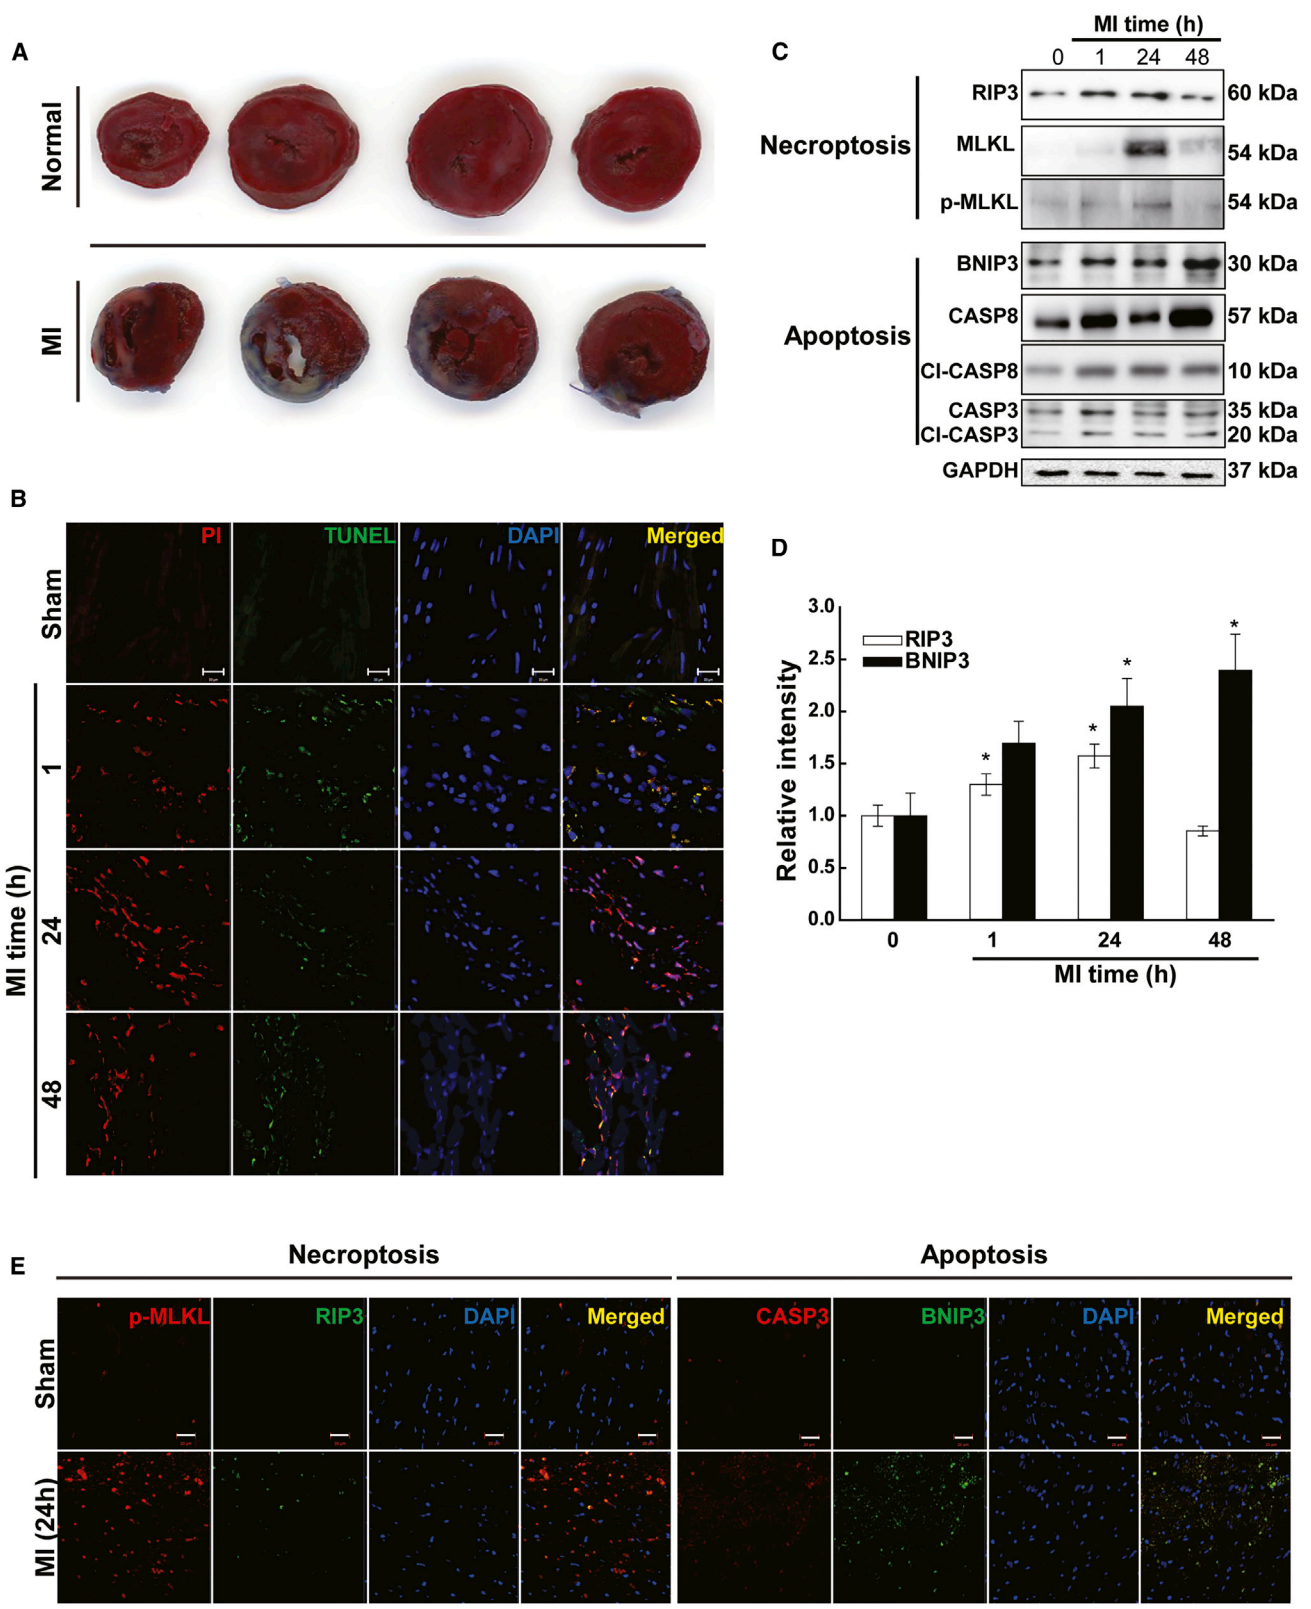 A
Normal
MI
C
MI time (h)
0 1 24 48
Necroptosis
RIP3 60 kDa
MLKL 54 kDa
p-MLKL 54 kDa
Apoptosis
BNIP3 30 kDa
CASP8 57 kDa
Cl-CASP8 10 kDa
CASP3 35 kDa
Cl-CASP3 20 kDa
GAPDH 37 kDa
B
PI TUNEL DAPI Merged
Sham
MI time (h)
1
24
48
D
Relative intensity
3.0
2.5
2.0
1.5
1.0
0.5
0.0
RIP3
BNIP3
* * * *
0 1 24 48
MI time (h)
E
Necroptosis Apoptosis
p-MLKL RIP3 DAPI Merged CASP3 BNIP3 DAPI Merged
Sham
MI (24h)